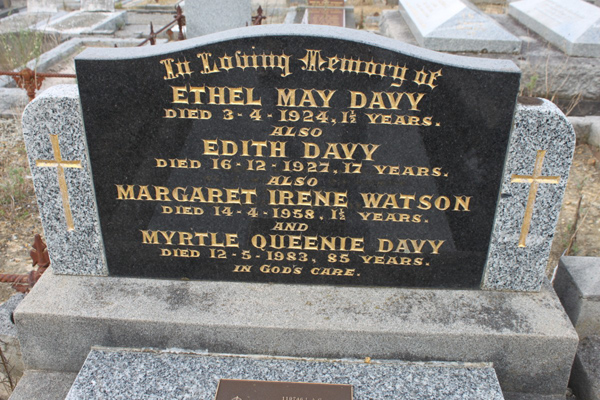 In Loving Memory of
ETHEL MAY DAVY
DIED 3-4-1924, 1½ YEARS.
ALSO
EDITH DAVY
DIED 16-12-1927, 17 YEARS.
ALSO
MARGARET IRENE WATSON
DIED 14-4-1958, 1½ YEARS.
AND
MYRTLE QUEENIE DAVY
DIED 12-5-1983, 85 YEARS.
IN GOD'S CARE.